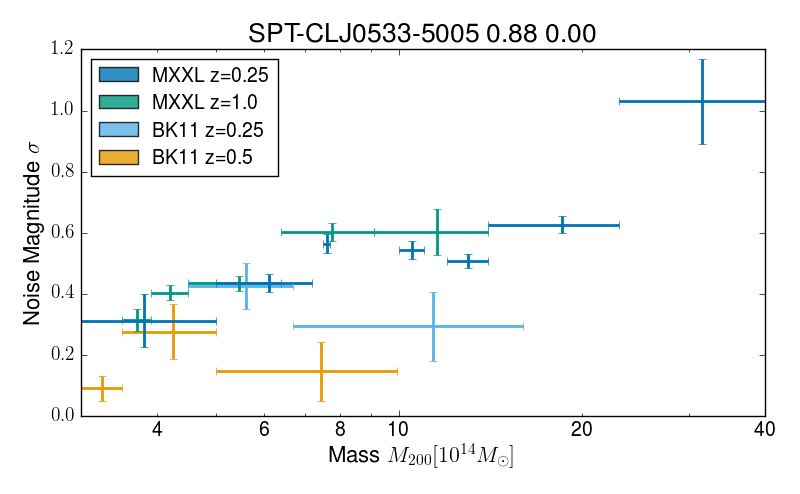 SPT-CLJ0533-5005 0.88 0.00
1.2
1.0
0.8
0.6
0.4
0.2
0.0
Noise Magnitude σ
MXXL z=0.25
MXXL z=1.0
BK11 z=0.25
BK11 z=0.5
4 6 8 10 20 40
Mass M₂₀₀[10¹⁴M☉]